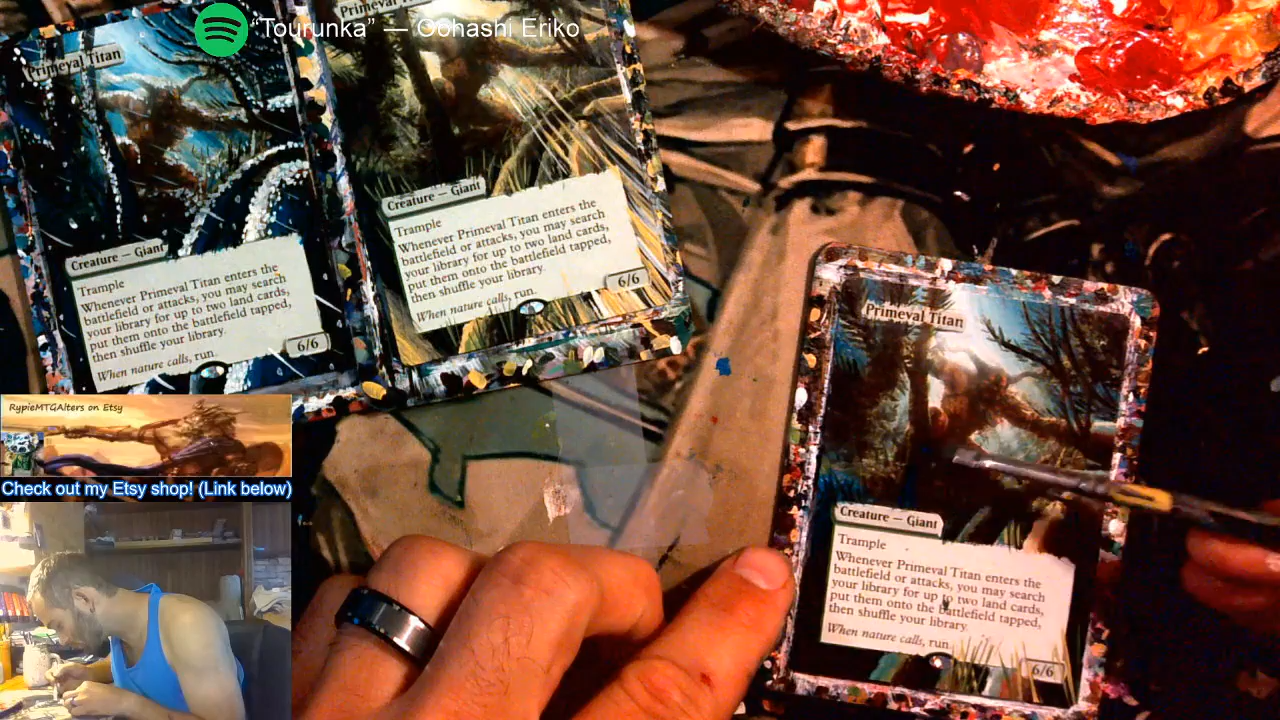 "Tourunka" — Oōhashi Eriko
Primeval Titan
Creature — Giant
Trample
Whenever Primeval Titan enters the
battlefield or attacks, you may search
your library for up to two land cards,
put them onto the battlefield tapped,
then shuffle your library.
When nature calls, run.
6/6
Primeval Titan
Creature — Giant
Trample
Whenever Primeval Titan enters the
battlefield or attacks, you may search
your library for up to two land cards,
put them onto the battlefield tapped,
then shuffle your library.
When nature calls, run.
6/6
Primeval Titan
Creature — Giant
Trample
Whenever Primeval Titan enters the
battlefield or attacks, you may search
your library for up to two land cards,
put them onto the battlefield tapped,
then shuffle your library.
When nature calls, run.
6/6
RypieMTGAlters on Etsy
Check out my Etsy shop! (Link below)